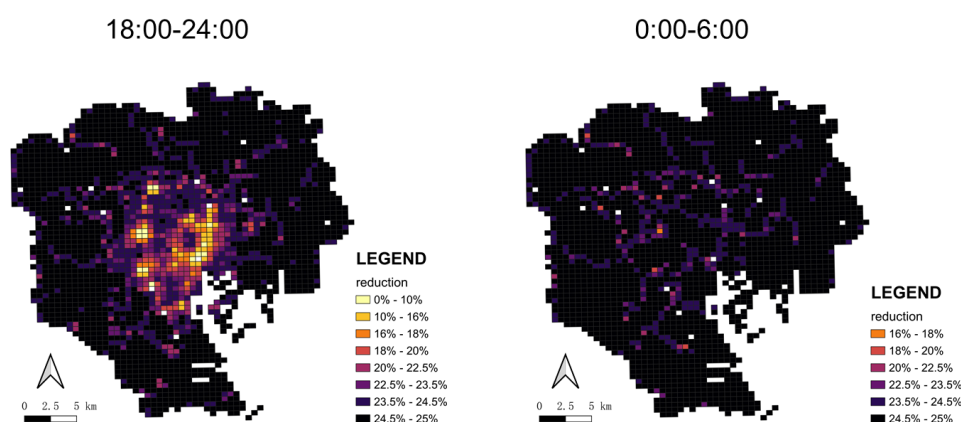 18:00-24:00
0:00-6:00
LEGEND
reduction
0% - 10%
10% - 16%
16% - 18%
18% - 20%
20% - 22.5%
22.5% - 23.5%
23.5% - 24.5%
24.5% - 25%
0 2.5 5 km
LEGEND
reduction
16% - 18%
18% - 20%
20% - 22.5%
22.5% - 23.5%
23.5% - 24.5%
24.5% - 25%
0 2.5 5 km